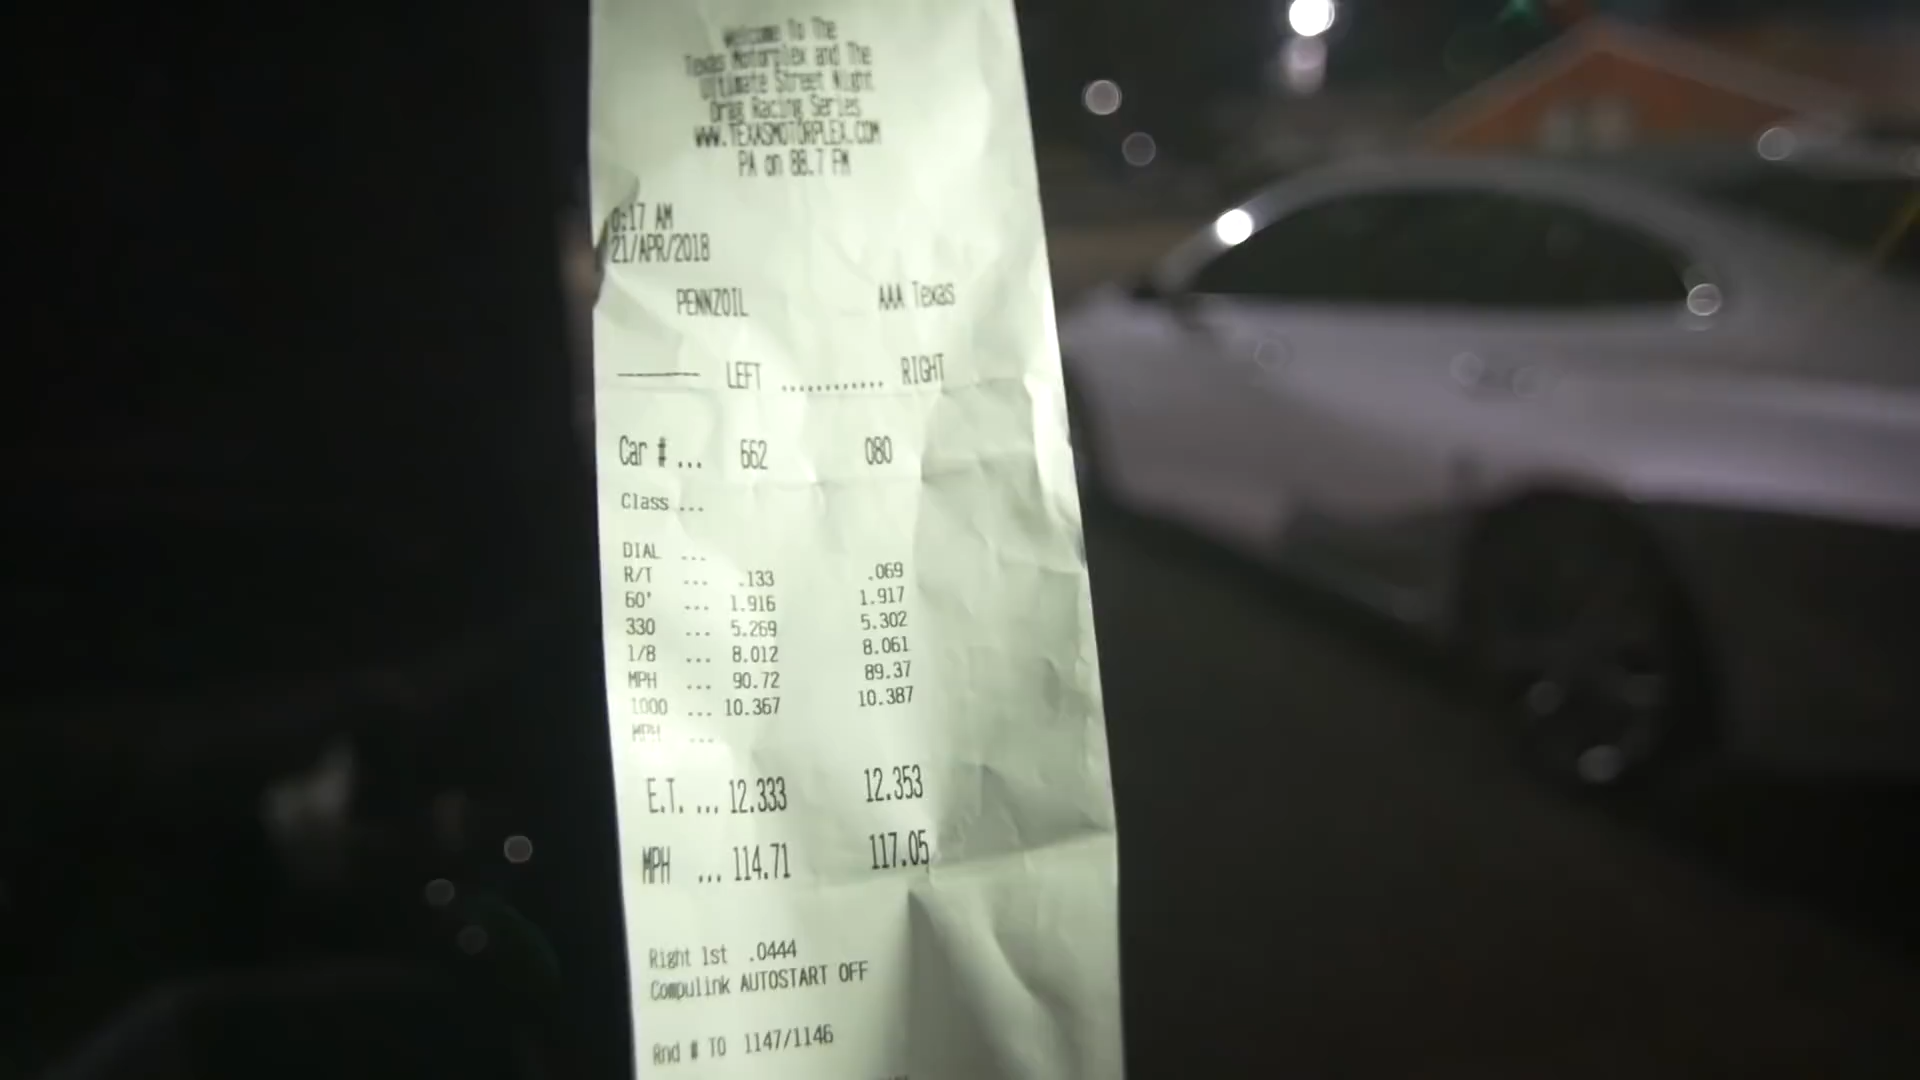 Welcome To The
Texas Motorplex and The
Ultimate Street Night
Drag Racing Series
WWW.TEXASMOTORPLEX.COM
PA on 88.7 FM
0:17 AM
21/APR/2018
PENNZOIL AAA Texas
——— LEFT ............ RIGHT
Car # ... 662 080
Class ...
DIAL ...
R/T ... .133 .069
60' ... 1.916 1.917
330 ... 5.269 5.302
1/8 ... 8.012 8.061
MPH ... 90.72 89.37
1000 ... 10.367 10.387
MPH ...
E.T. ... 12.333 12.353
MPH ... 114.71 117.05
Right 1st .0444
Compulink AUTOSTART OFF
Rnd # TO 1147/1146